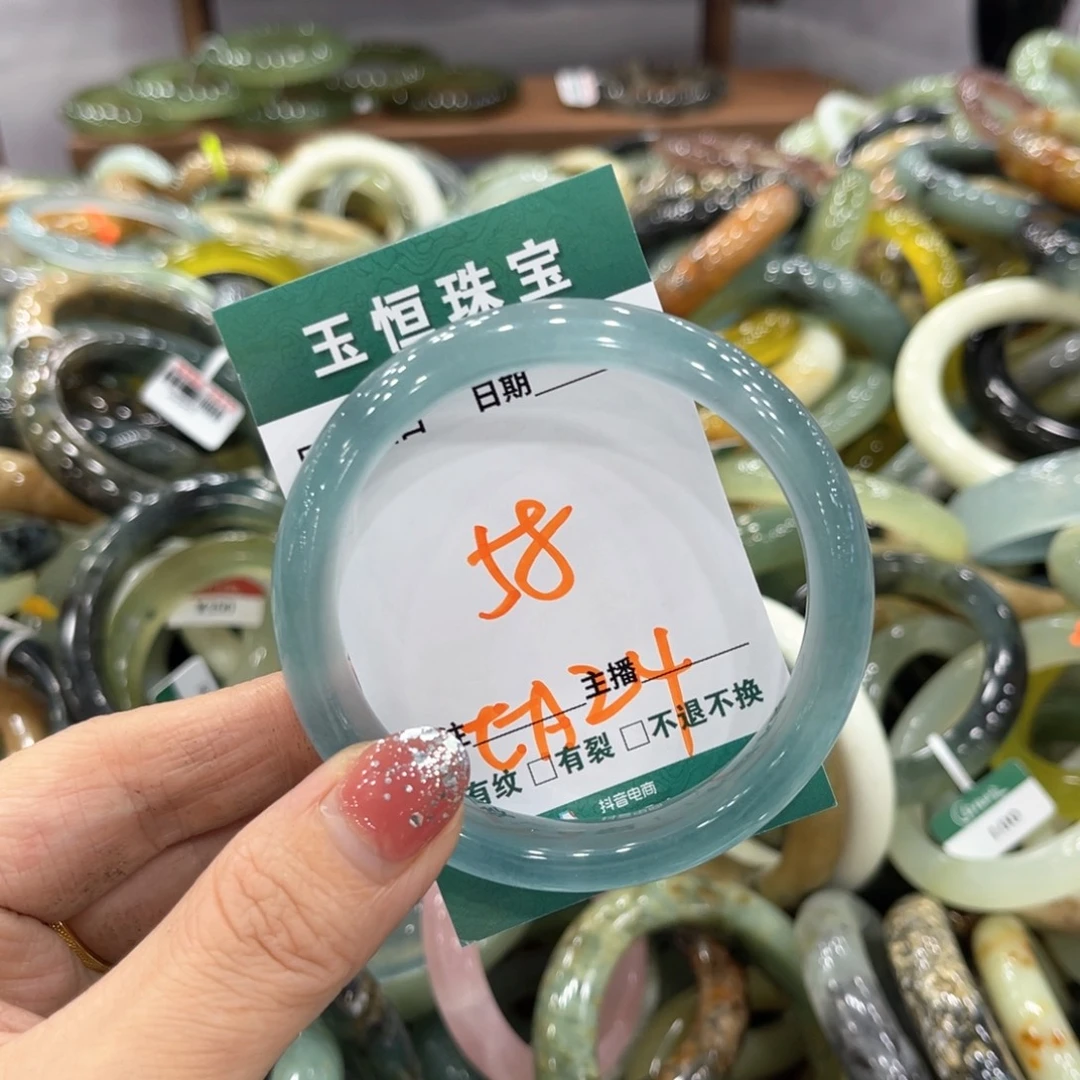 玉恒珠宝
日期
58
主播
CA24
有纹 □有裂 □不退不换
抖音电商